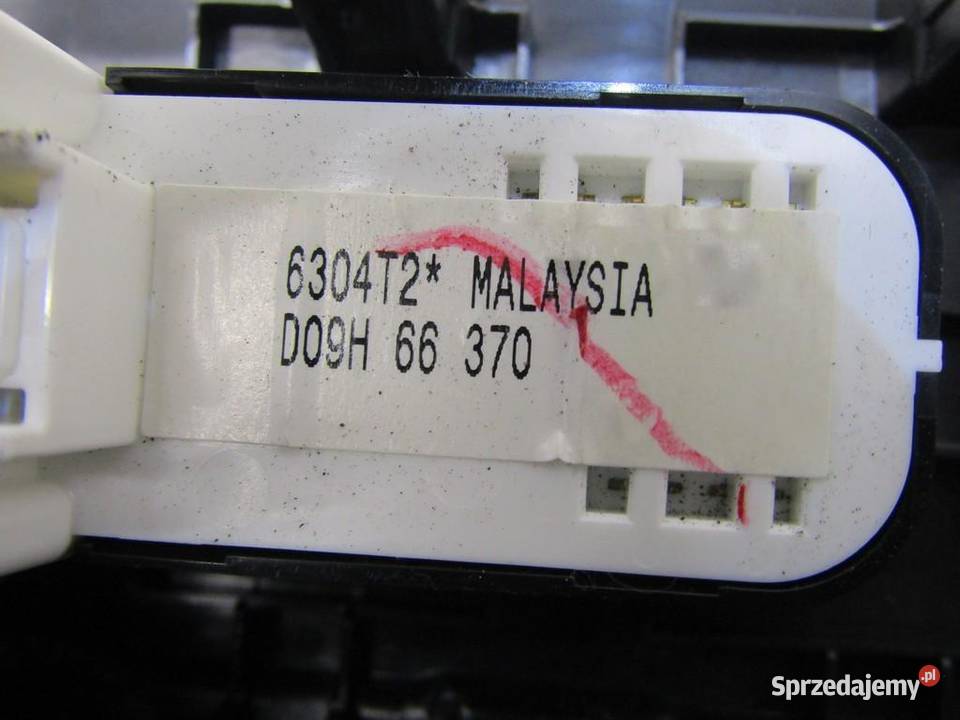 6304T2* MALAYSIA
D09H 66 370
Sprzedajemy.pl